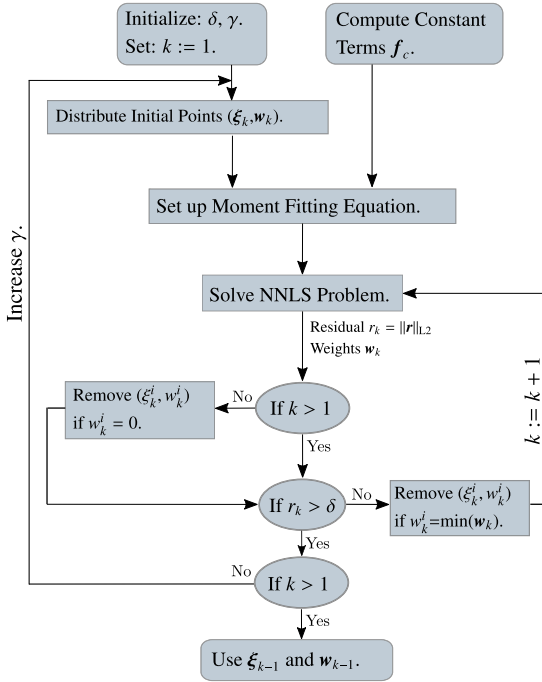 Initialize: δ, γ.
Set: k := 1.
Compute Constant
Terms f_c.
Distribute Initial Points (ξ_k,w_k).
Set up Moment Fitting Equation.
Increase γ.
Solve NNLS Problem.
Residual r_k = ||r||_L2
Weights w_k
k := k + 1
Remove (ξ_k^i, w_k^i)
if w_k^i = 0.
No
If k > 1
Yes
If r_k > δ
No
Remove (ξ_k^i, w_k^i)
if w_k^i=min(w_k).
Yes
No
If k > 1
Yes
Use ξ_{k−1} and w_{k−1}.